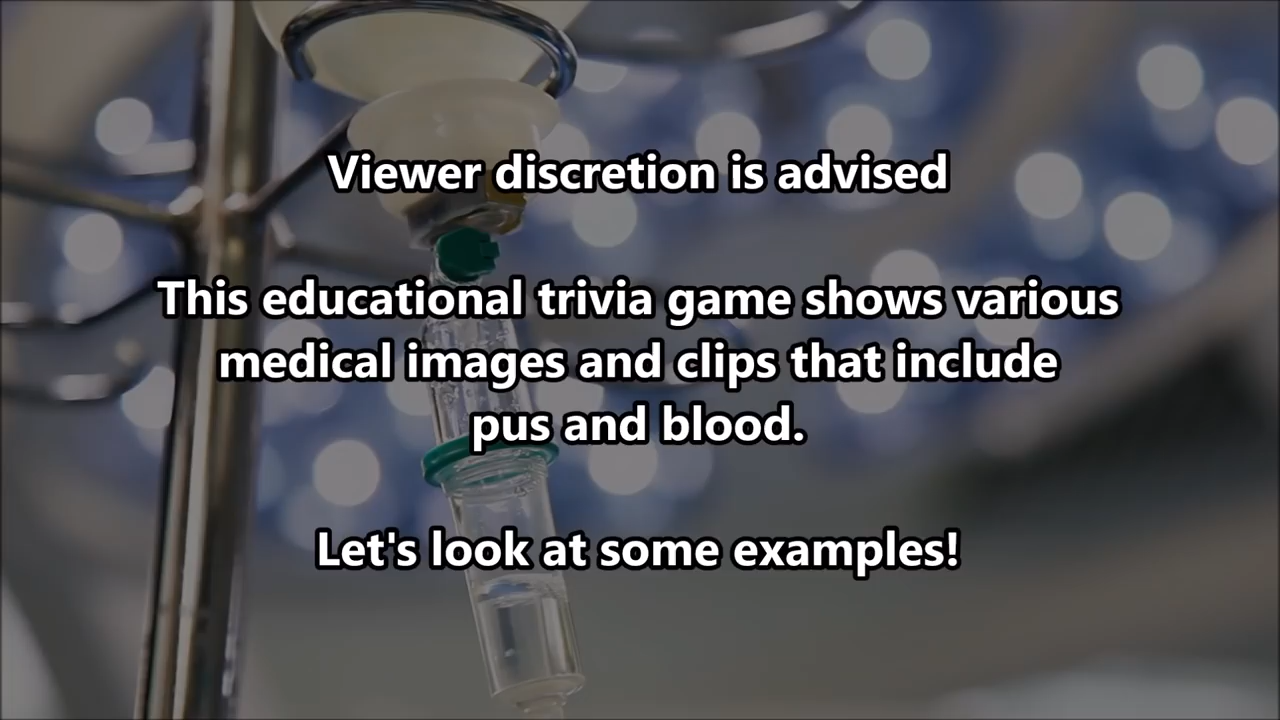 Viewer discretion is advised
This educational trivia game shows various
medical images and clips that include
pus and blood.
Let's look at some examples!